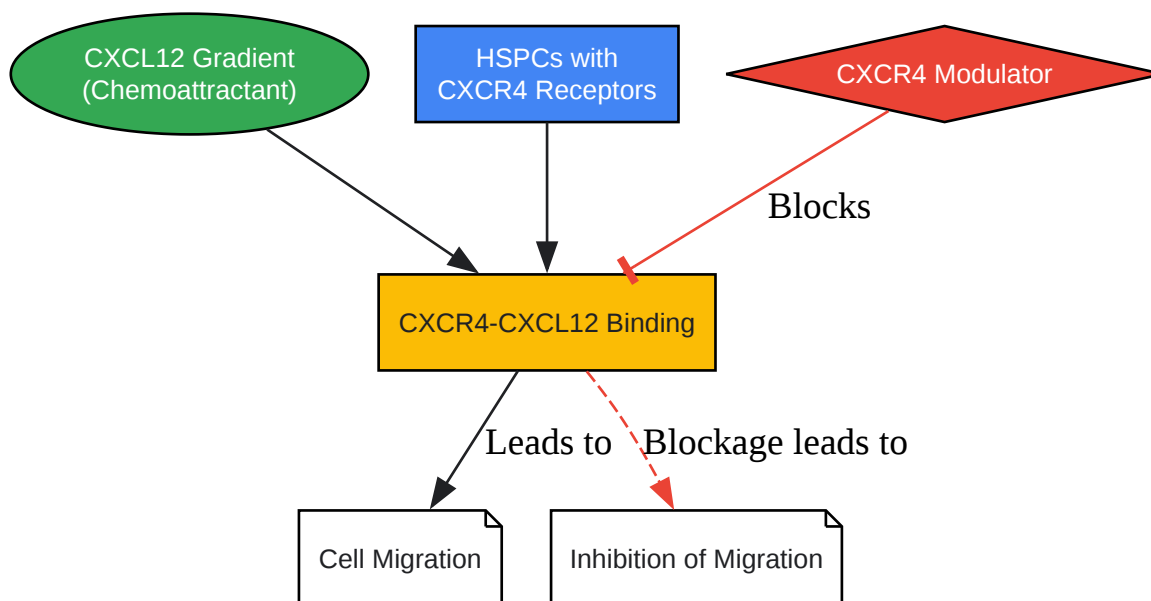 CXCL12 Gradient
(Chemoattractant)
HSPCs with
CXCR4 Receptors
CXCR4 Modulator
Blocks
CXCR4-CXCL12 Binding
Leads to
Blockage leads to
Cell Migration
Inhibition of Migration